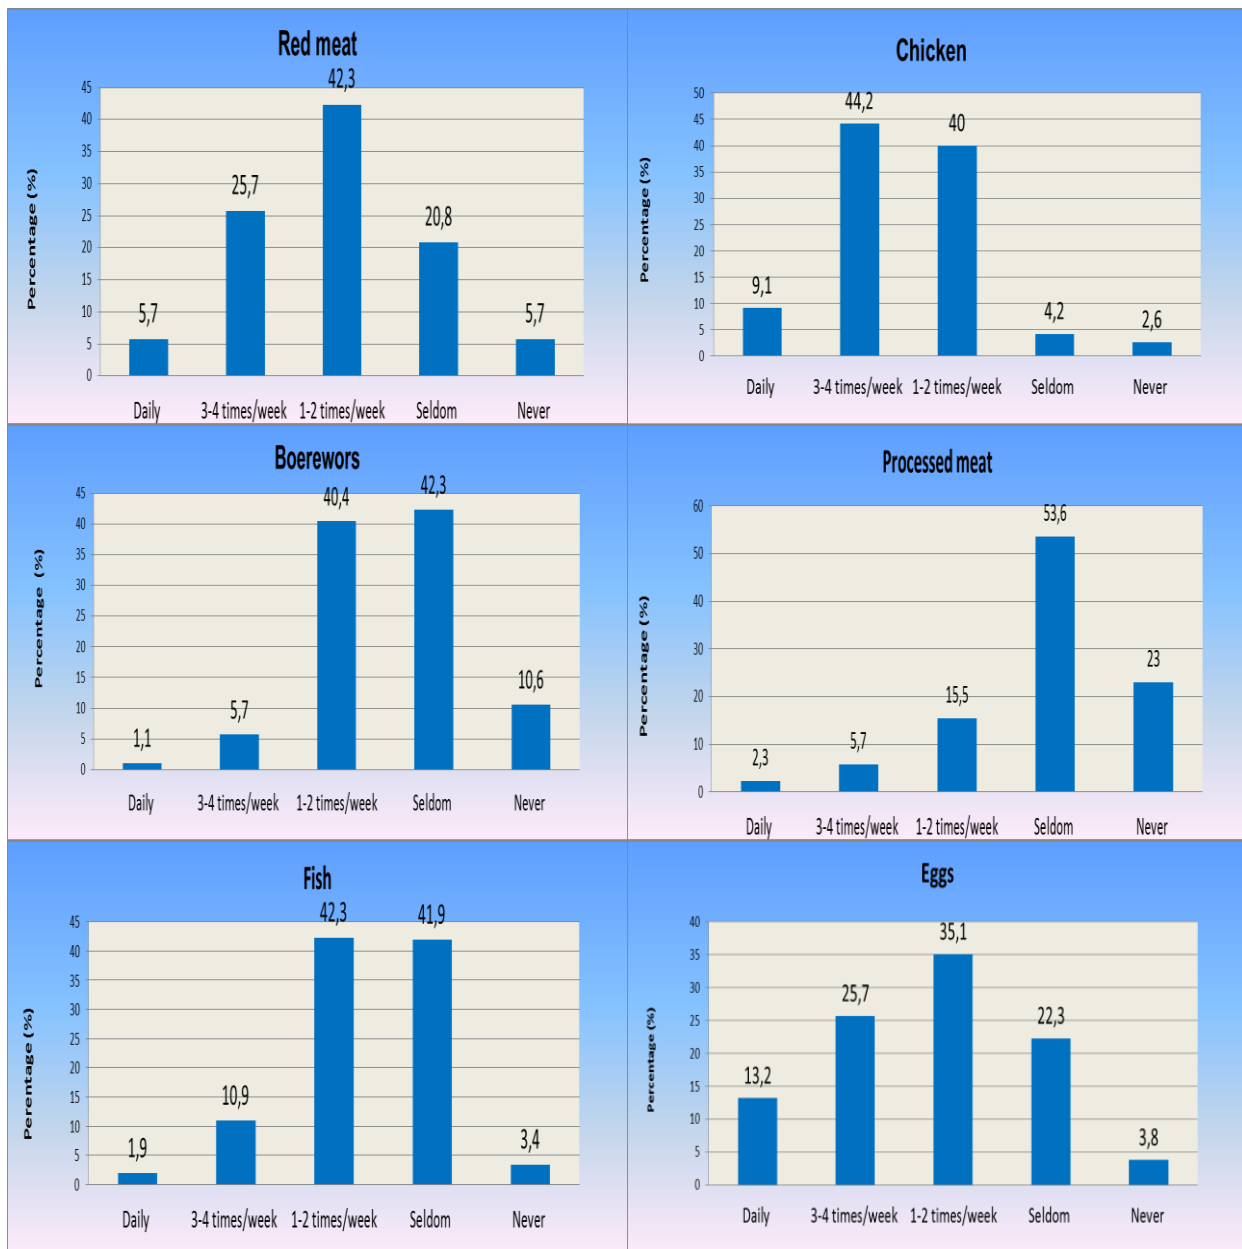 Red meat
Percentage (%)
45
40
35
30
25
20
15
10
5
0
5,7
25,7
42,3
20,8
5,7
Daily
3-4 times/week
1-2 times/week
Seldom
Never
Chicken
Percentage (%)
50
45
40
35
30
25
20
15
10
5
0
9,1
44,2
40
4,2
2,6
Daily
3-4 times/week
1-2 times/week
Seldom
Never
Boerewors
Percentage (%)
45
40
35
30
25
20
15
10
5
0
1,1
5,7
40,4
42,3
10,6
Daily
3-4 times/week
1-2 times/week
Seldom
Never
Processed meat
Percentage (%)
60
50
40
30
20
10
0
2,3
5,7
15,5
53,6
23
Daily
3-4 times/week
1-2 times/week
Seldom
Never
Fish
Perentage (%)
45
40
35
30
25
20
15
10
5
0
1,9
10,9
42,3
41,9
3,4
Daily
3-4 times/week
1-2 times/week
Seldom
Never
Eggs
Percentage (%)
40
35
30
25
20
15
10
5
0
13,2
25,7
35,1
22,3
3,8
Daily
3-4 times/week
1-2 times/week
Seldom
Never